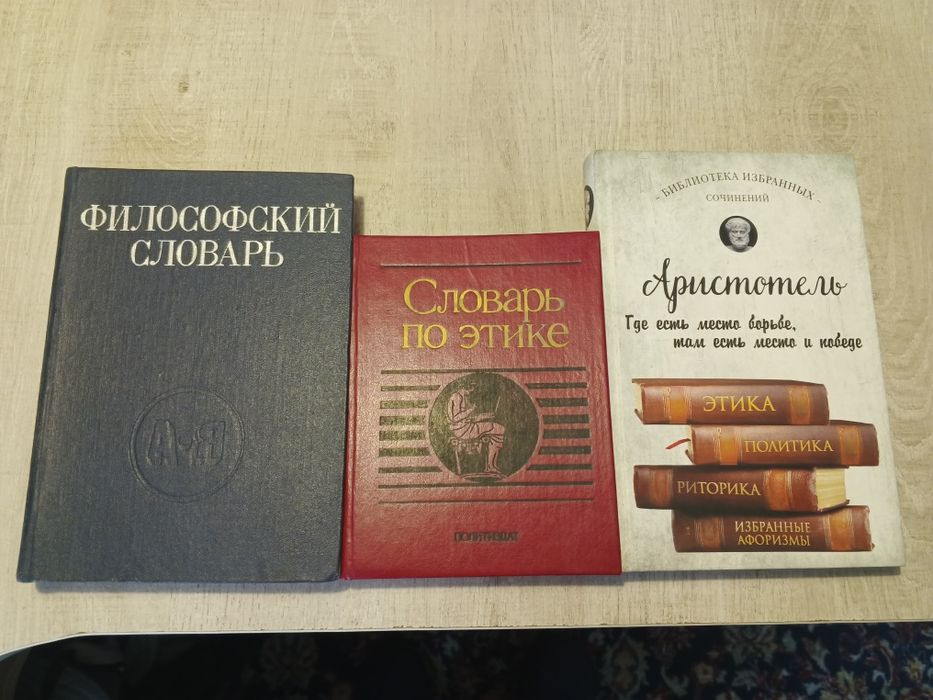 ФИЛОСОФСКИЙ
СЛОВАРЬ
А-Я
Словарь
по этике
ПОЛИТИЗДАТ
- БИБЛИОТЕКА ИЗБРАННЫХ -
СОЧИНЕНИЙ
Аристотель
Где есть место борьбе,
там есть место и победе
ЭТИКА
ПОЛИТИКА
РИТОРИКА
ИЗБРАННЫЕ
АФОРИЗМЫ